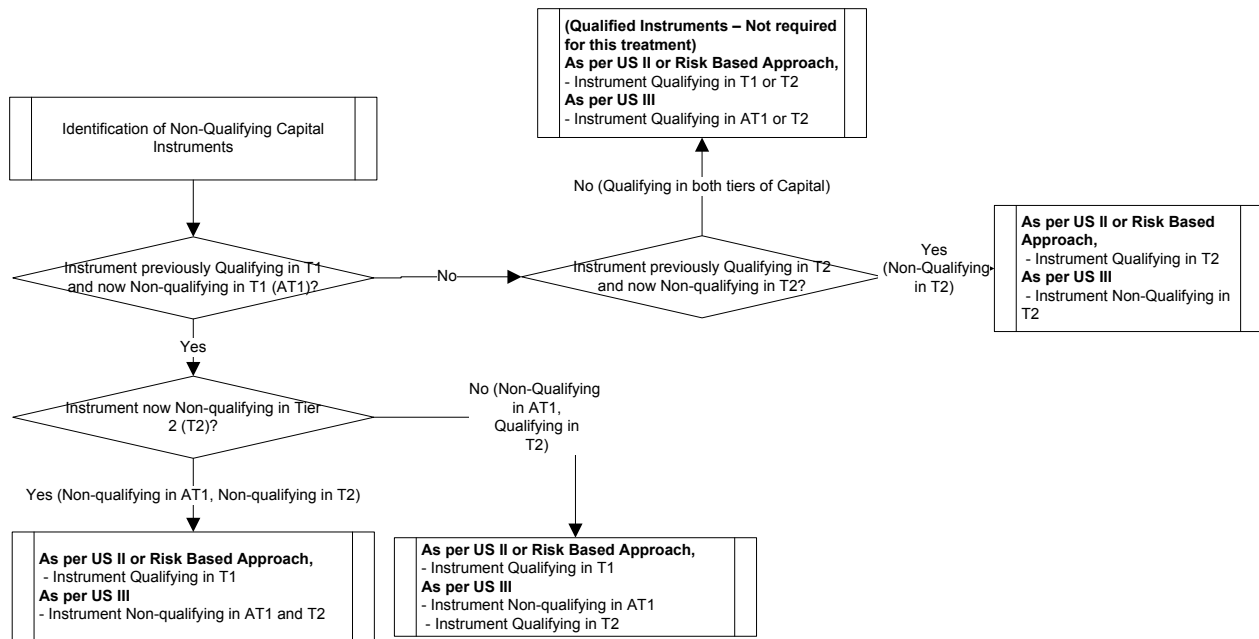 (Qualified Instruments – Not required
for this treatment)
As per US II or Risk Based Approach,
- Instrument Qualifying in T1 or T2
As per US III
- Instrument Qualifying in AT1 or T2
Identification of Non-Qualifying Capital
Instruments
No (Qualifying in both tiers of Capital)
Instrument previously Qualifying in T1
and now Non-qualifying in T1 (AT1)?
No
Instrument previously Qualifying in T2
and now Non-qualifying in T2?
Yes
(Non-Qualifying
in T2)
As per US II or Risk Based
Approach,
- Instrument Qualifying in T2
As per US III
- Instrument Non-Qualifying in
T2
Yes
Instrument now Non-qualifying in Tier
2 (T2)?
No (Non-Qualifying
in AT1,
Qualifying in
T2)
Yes (Non-qualifying in AT1, Non-qualifying in T2)
As per US II or Risk Based Approach,
- Instrument Qualifying in T1
As per US III
- Instrument Non-qualifying in AT1 and T2
As per US II or Risk Based Approach,
- Instrument Qualifying in T1
As per US III
- Instrument Non-qualifying in AT1
- Instrument Qualifying in T2